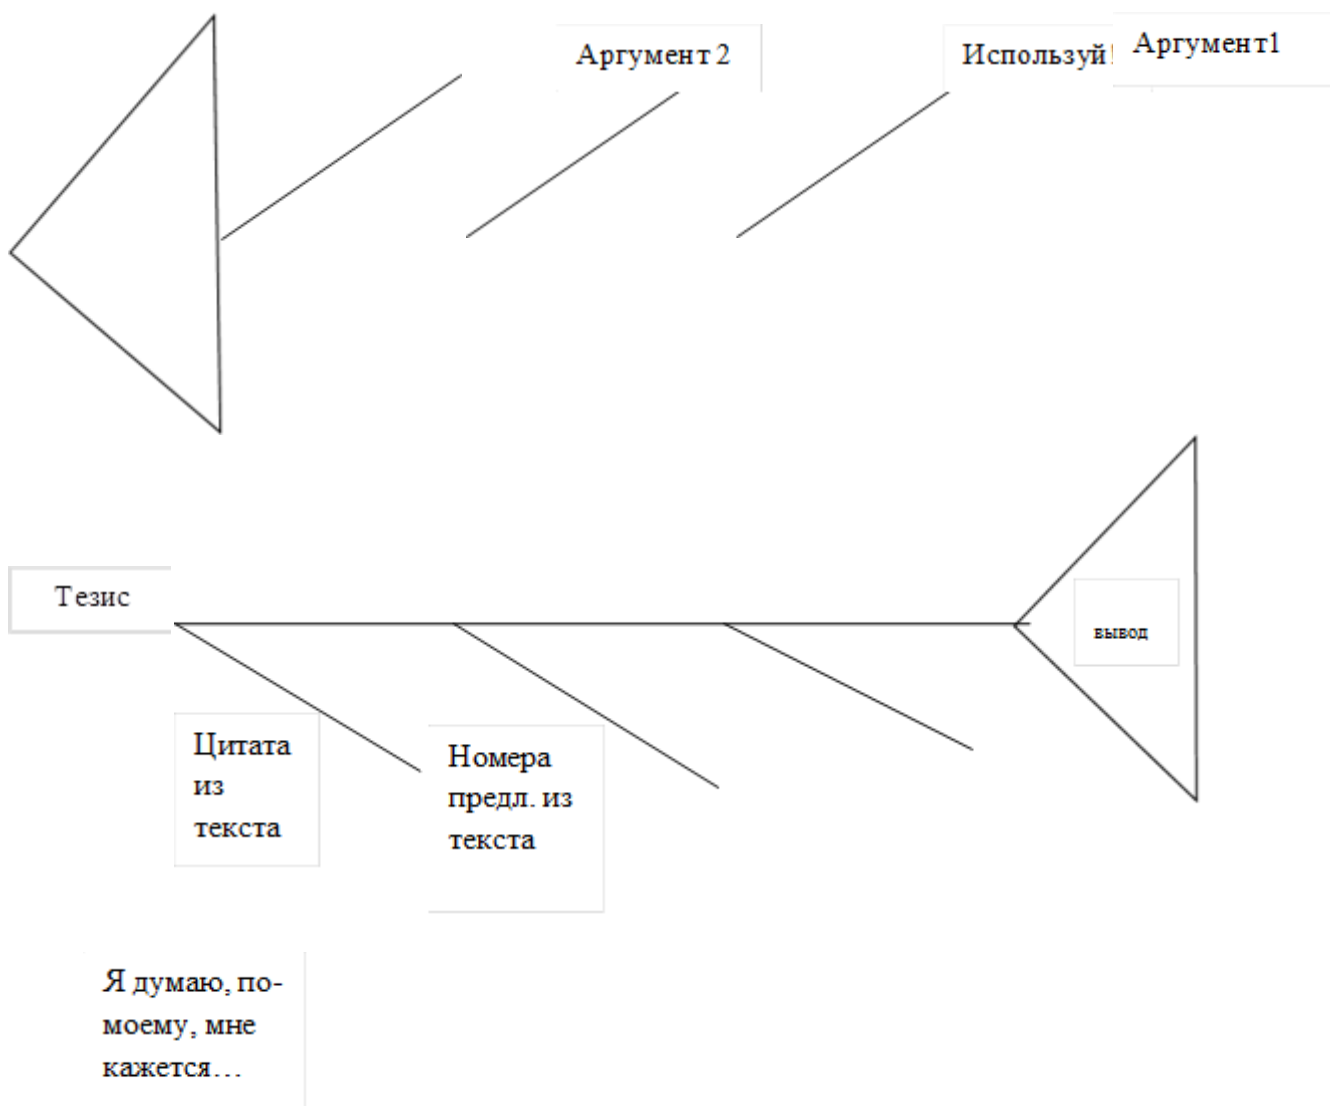 Аргумент 2
Используй!
Аргумент1
Тезис
вывод
Цитата
из
текста
Номера
предл. из
текста
Я думаю, по-
моему, мне
кажется…